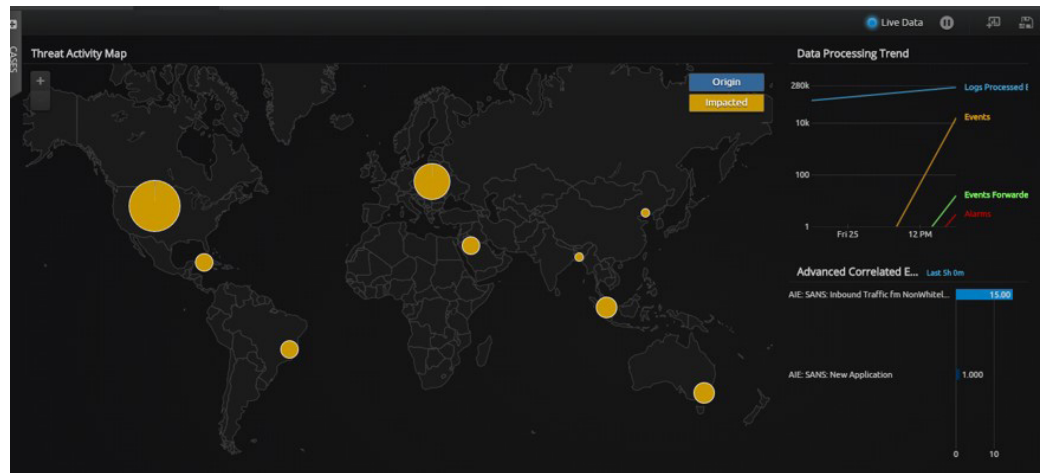 Live Data
CASES
Threat Activity Map
+
Origin
Impacted
Data Processing Trend
280k
10k
100
1
Fri 25
12 PM
Logs Processed
Events
Events Forwarde
Alarms
Advanced Correlated E... Last 5h 0m
AIE: SANS: Inbound Traffic fm NonWhitel...
15.00
AIE: SANS: New Application
1.000
0
10